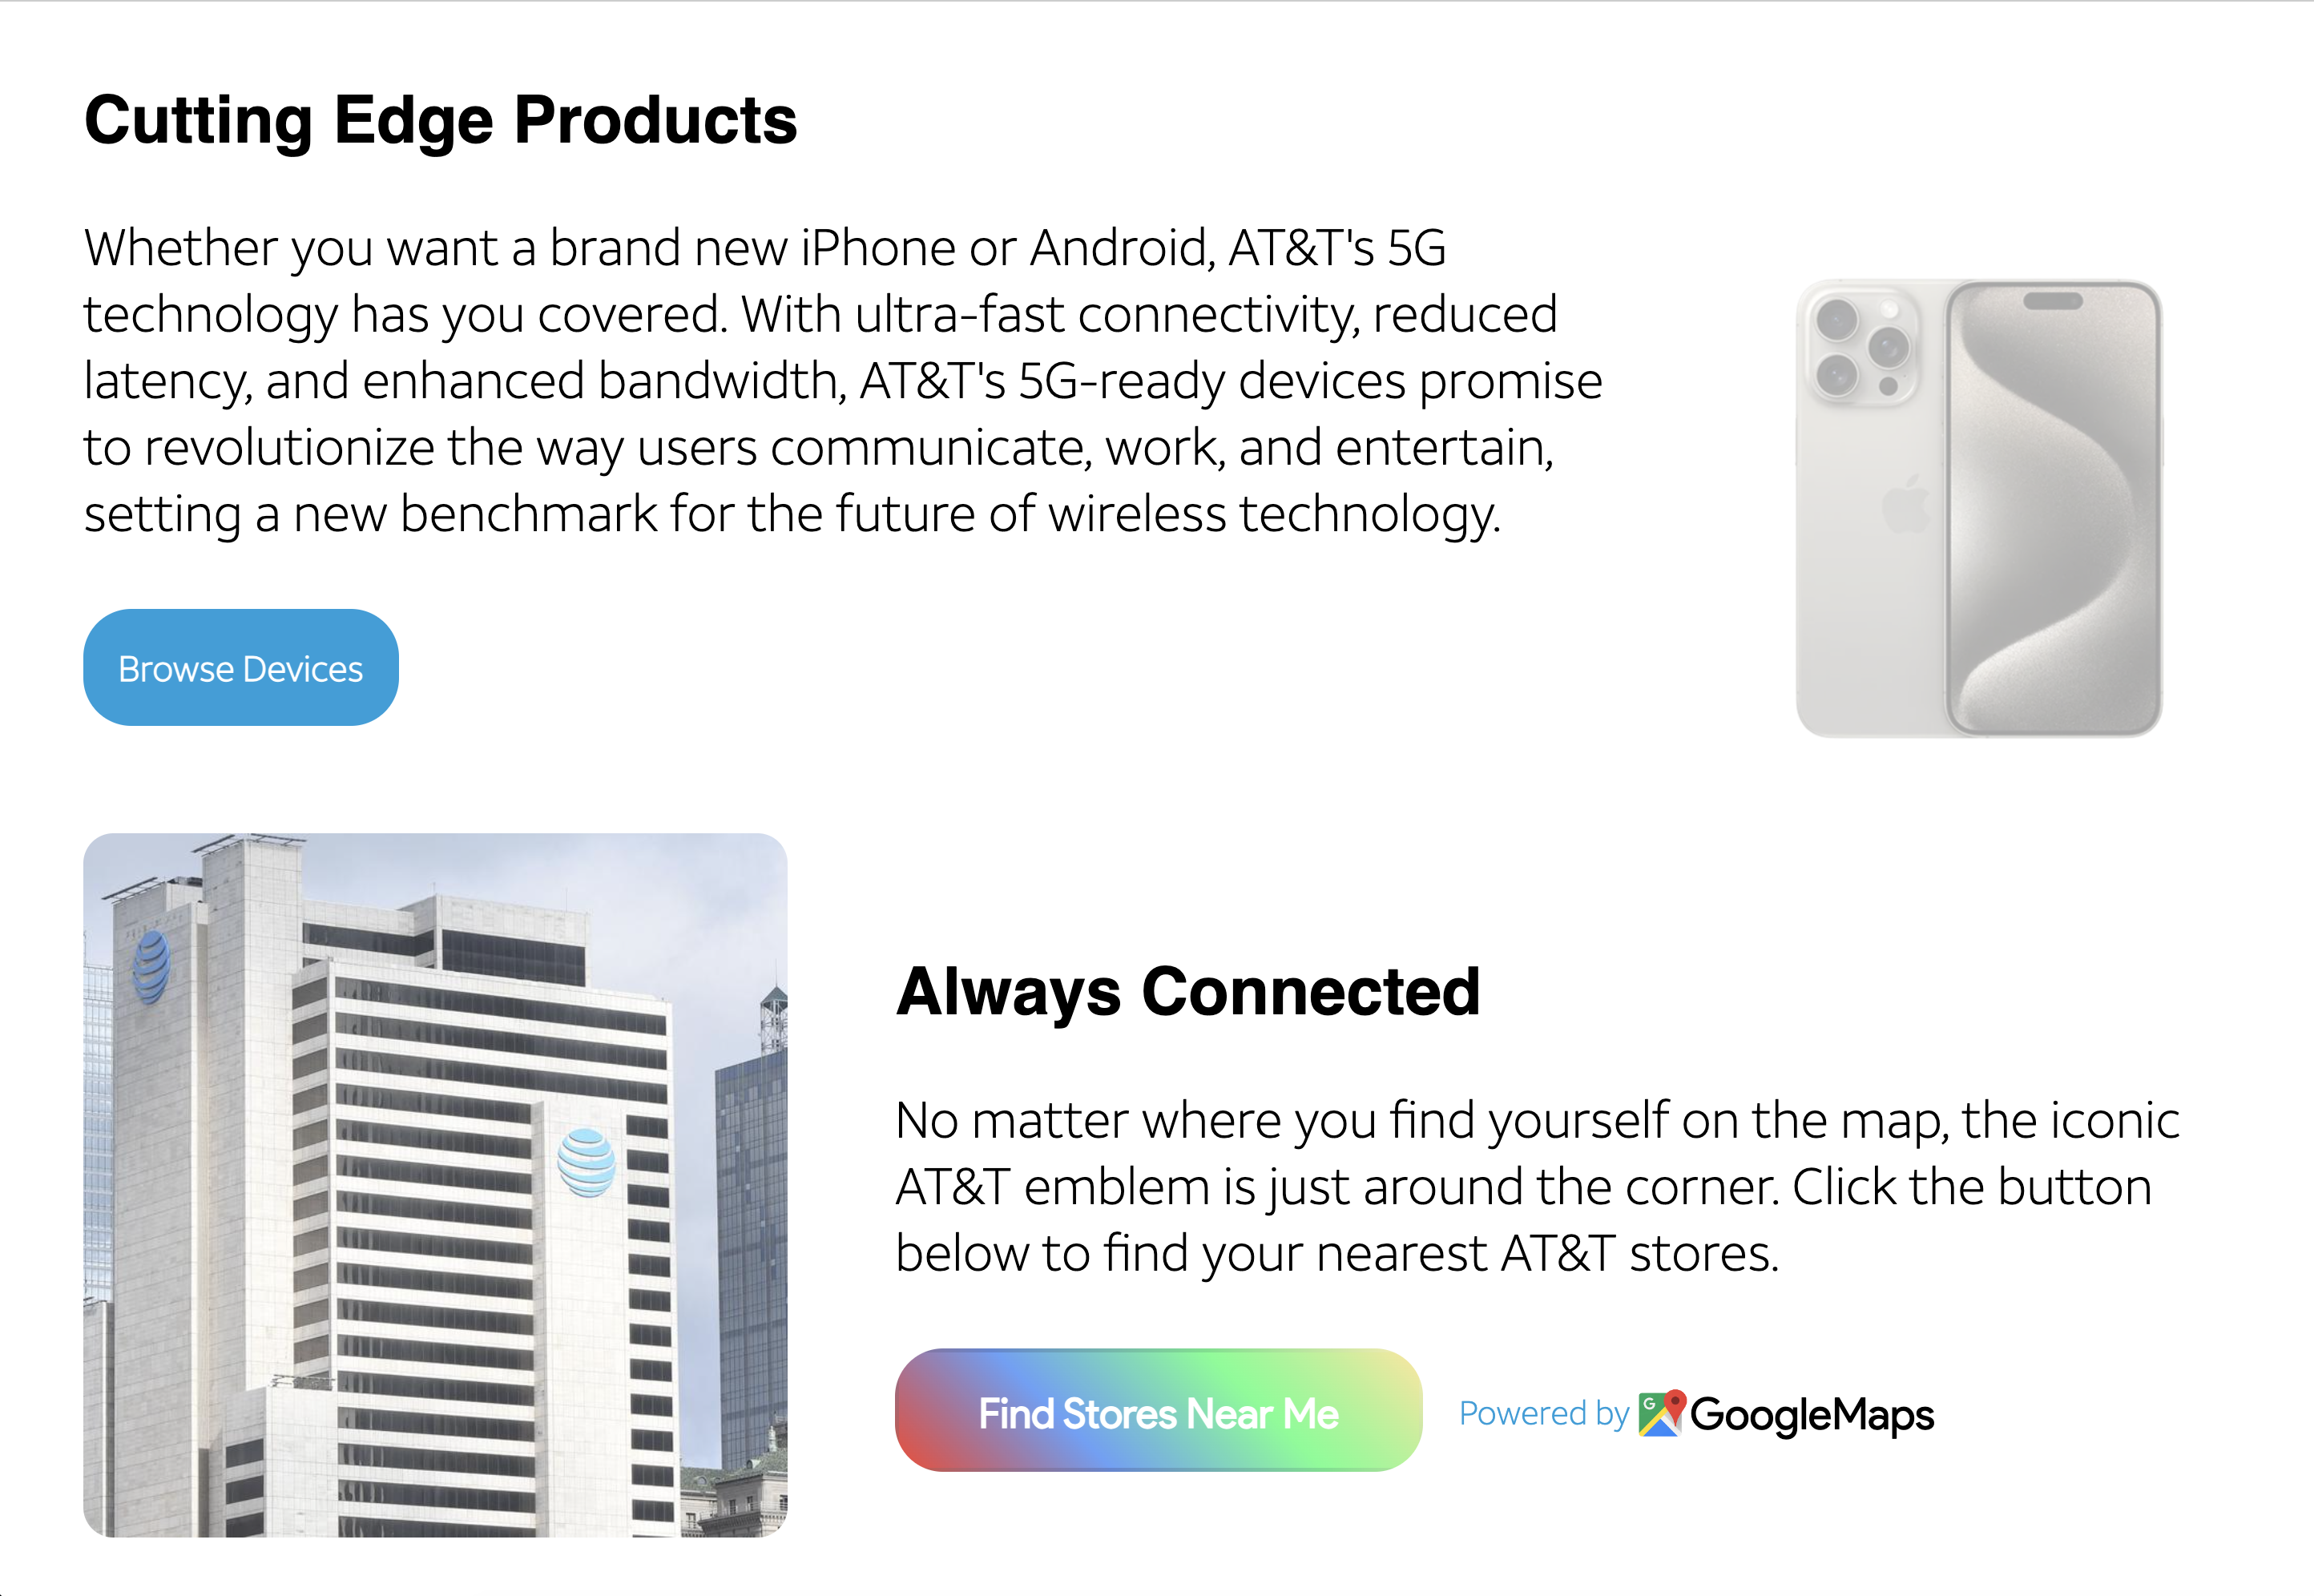 Cutting Edge Products
Whether you want a brand new iPhone or Android, AT&T's 5G
technology has you covered. With ultra-fast connectivity, reduced
latency, and enhanced bandwidth, AT&T's 5G-ready devices promise
to revolutionize the way users communicate, work, and entertain,
setting a new benchmark for the future of wireless technology.
Browse Devices
Always Connected
No matter where you find yourself on the map, the iconic
AT&T emblem is just around the corner. Click the button
below to find your nearest AT&T stores.
Find Stores Near Me
Powered by G GoogleMaps